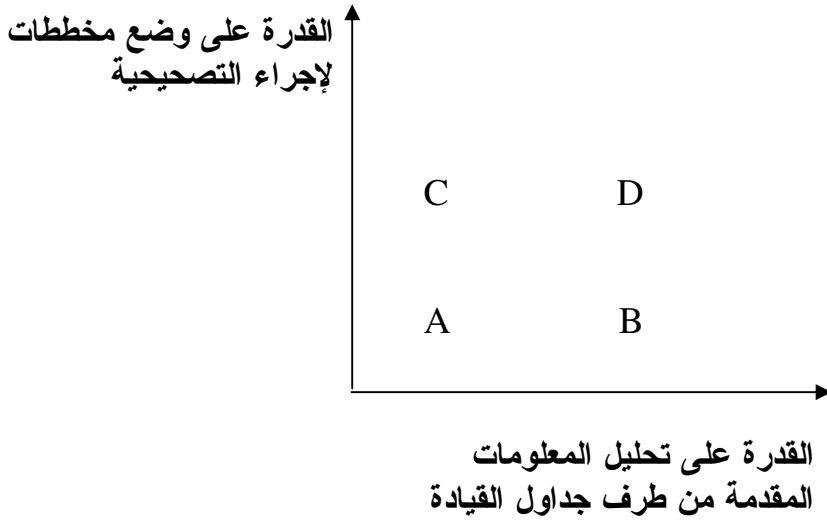 القدرة على وضع مخططات
لإجراء التصحيحية
C D
A B
القدرة على تحليل المعلومات
المقدمة من طرف جداول القيادة